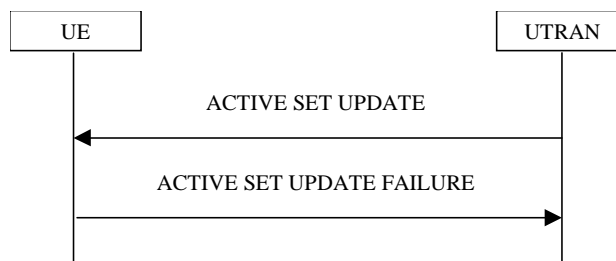 UE
UTRAN
ACTIVE SET UPDATE
ACTIVE SET UPDATE FAILURE